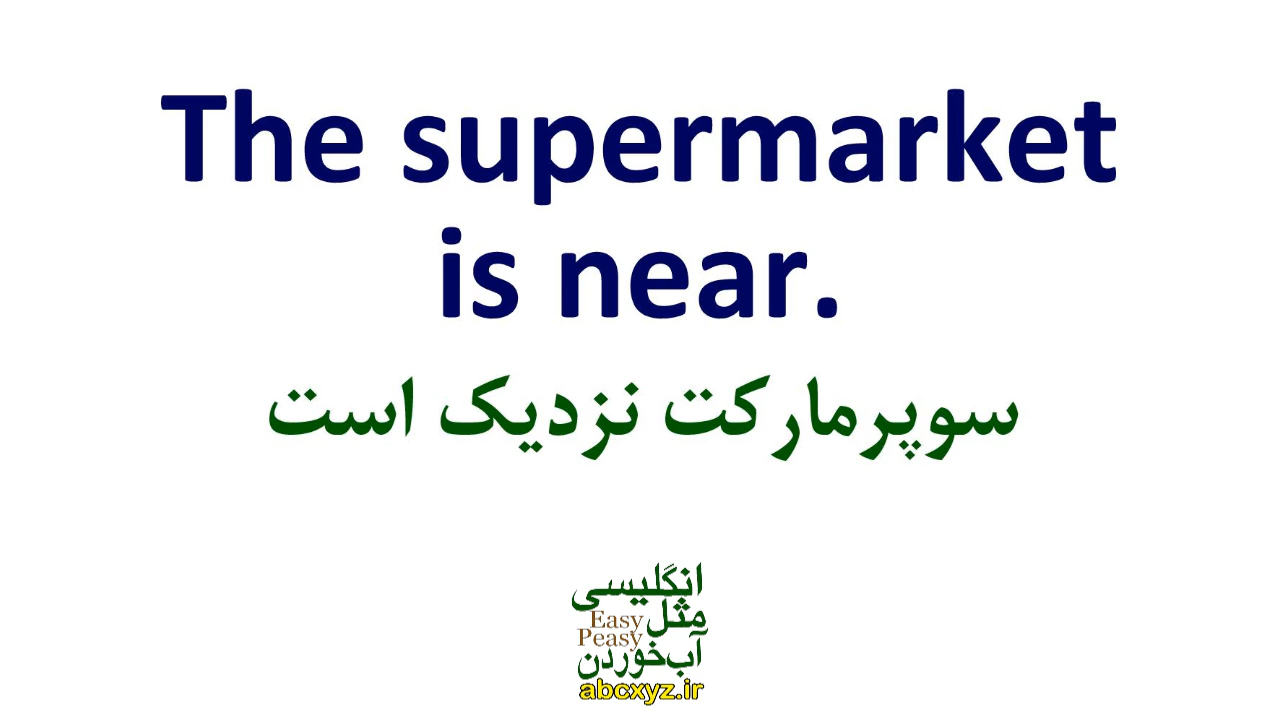 The supermarket
is near.
سوپرمارکت نزدیک است
انگلیسی
مثل
Easy
Peasy
آب‌خوردن
abcxyz.ir